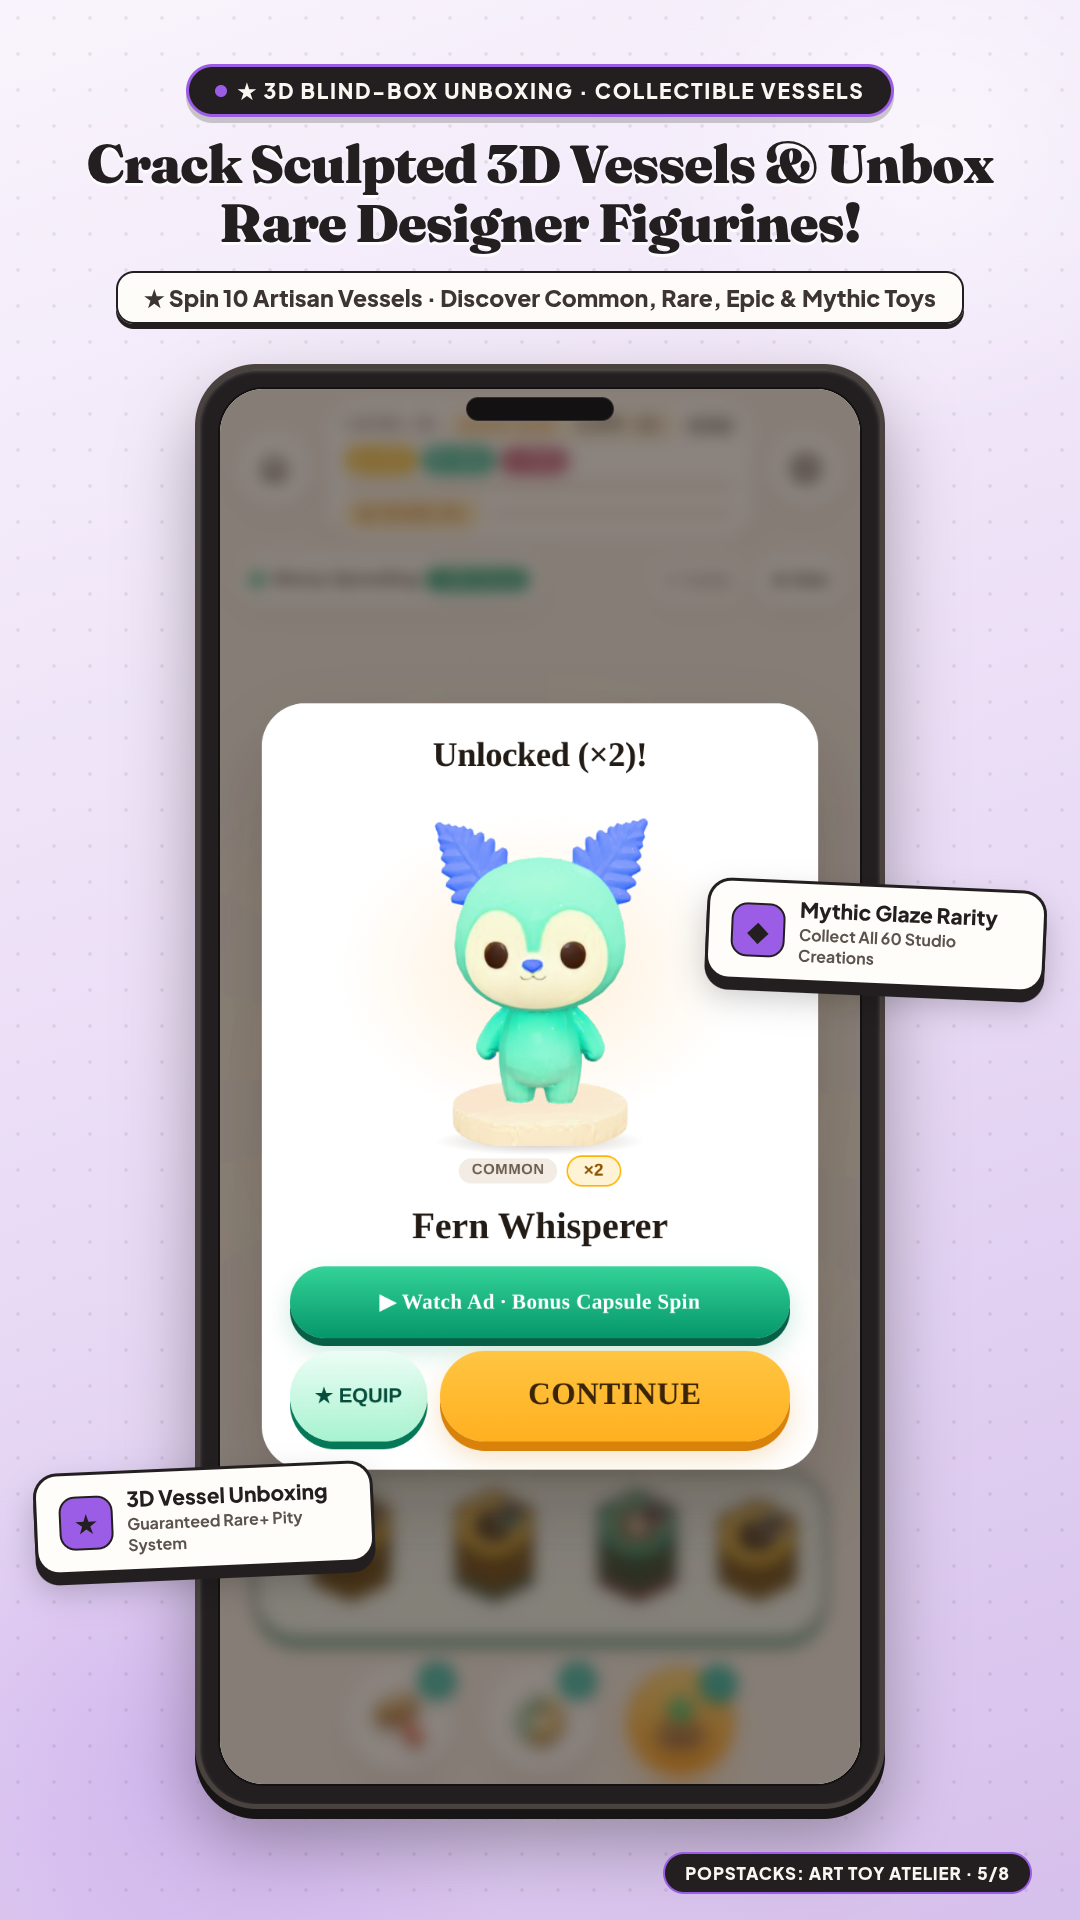 ★ 3D BLIND-BOX UNBOXING · COLLECTIBLE VESSELS
Crack Sculpted 3D Vessels & Unbox
Rare Designer Figurines!
★ Spin 10 Artisan Vessels · Discover Common, Rare, Epic & Mythic Toys
Unlocked (×2)!
Mythic Glaze Rarity
Collect All 60 Studio
Creations
COMMON
×2
Fern Whisperer
▶ Watch Ad · Bonus Capsule Spin
★ EQUIP
CONTINUE
3D Vessel Unboxing
Guaranteed Rare+ Pity
System
POPSTACKS: ART TOY ATELIER · 5/8